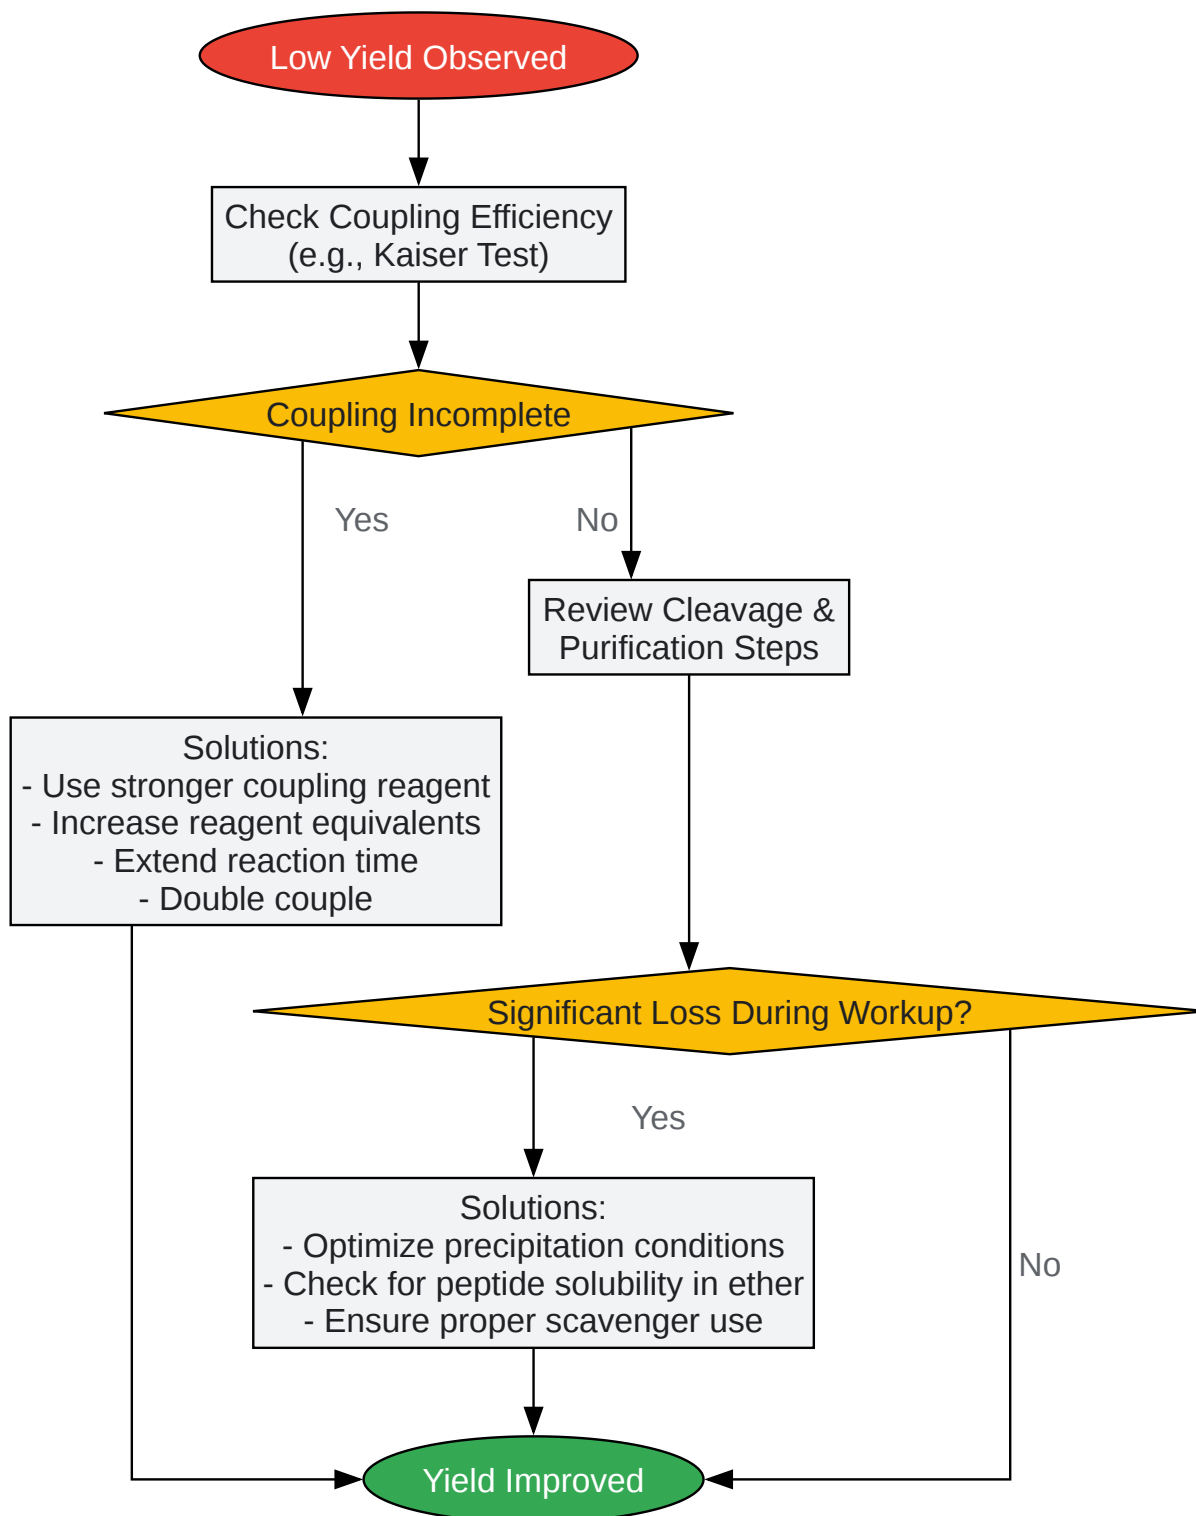 Low Yield Observed
Check Coupling Efficiency
(e.g., Kaiser Test)
Coupling Incomplete
Yes
No
Review Cleavage &
Purification Steps
Solutions:
- Use stronger coupling reagent
- Increase reagent equivalents
- Extend reaction time
- Double couple
Significant Loss During Workup?
Yes
Solutions:
- Optimize precipitation conditions
- Check for peptide solubility in ether
- Ensure proper scavenger use
No
Yield Improved